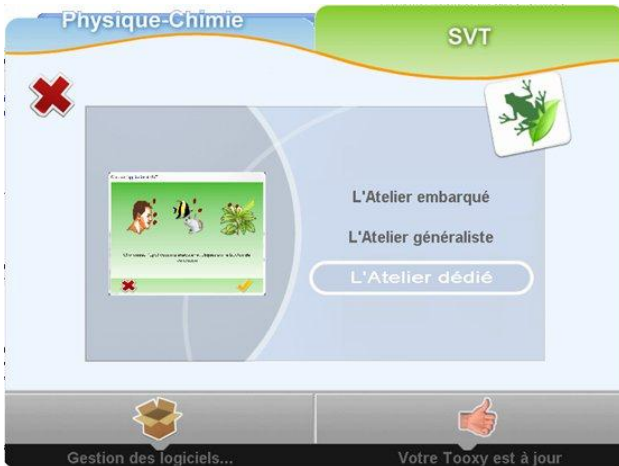 Physique-Chimie
SVT
L'Atelier embarqué
L'Atelier généraliste
L'Atelier dédié
Gestion des logiciels...
Votre Tooxy est à jour